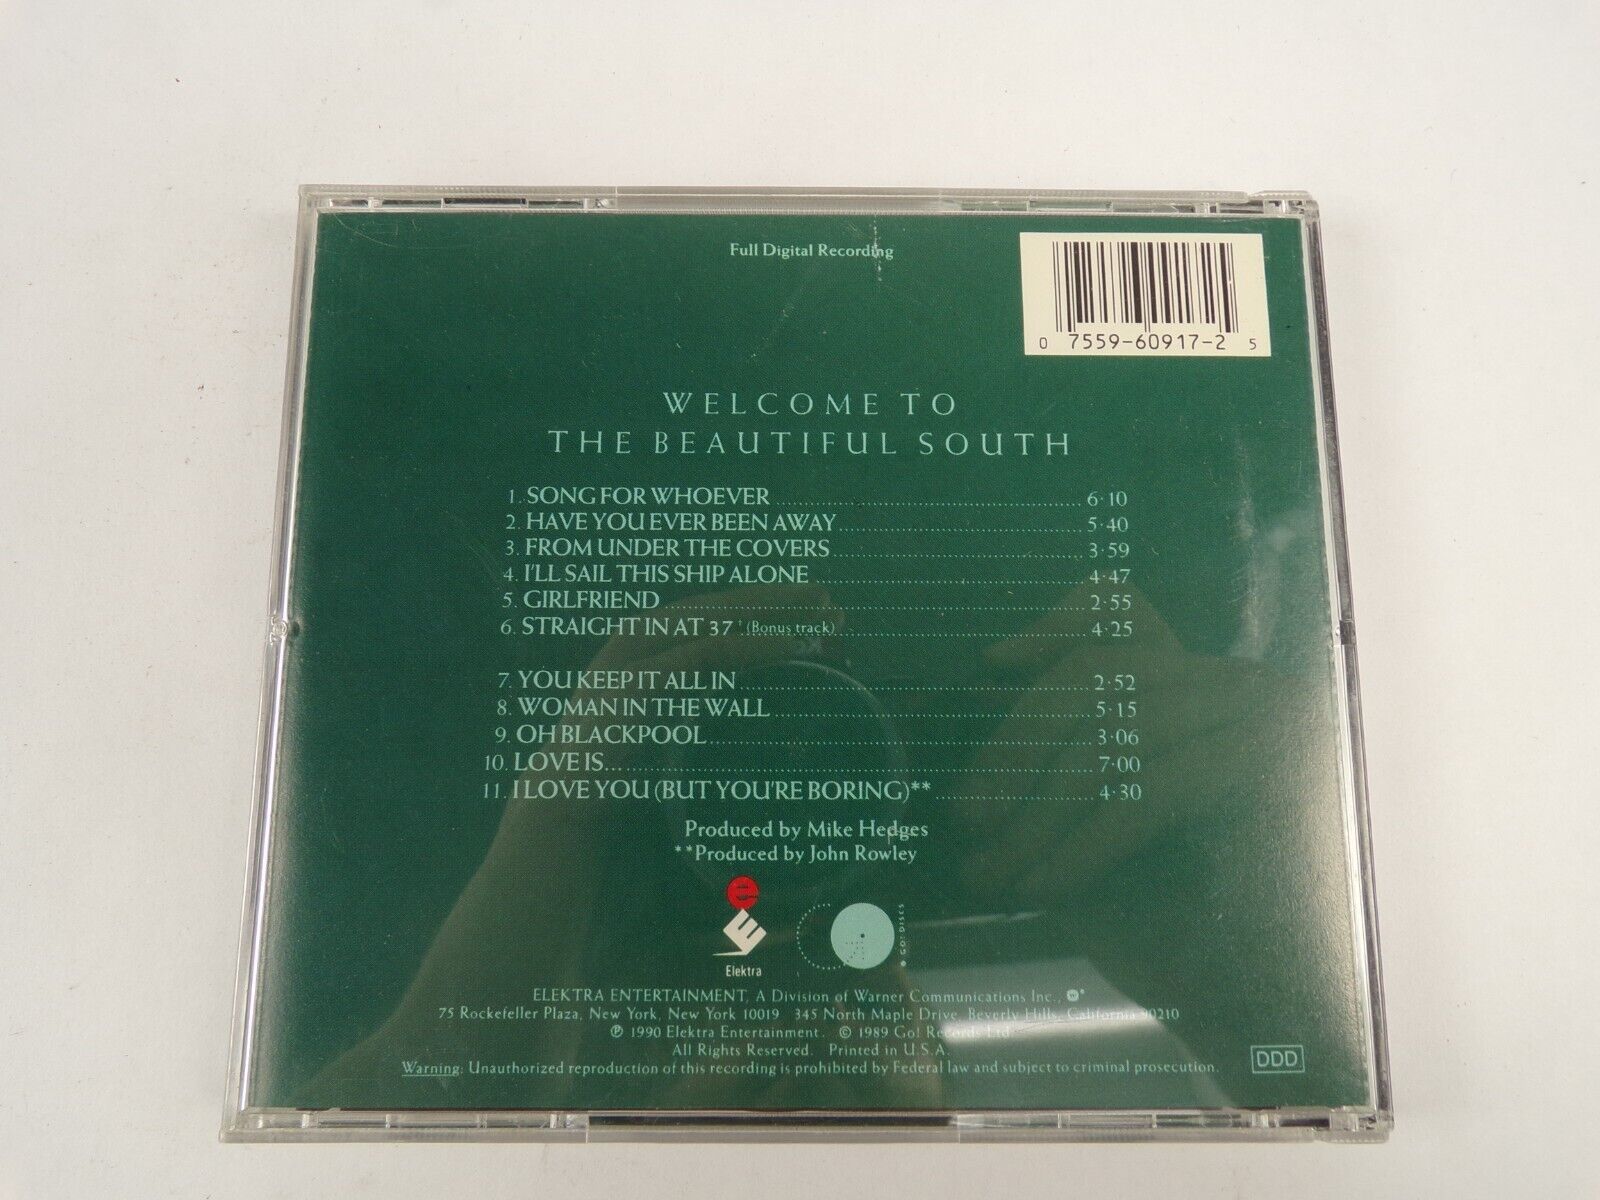 Full Digital Recording
0 7559-60917-2 5
WELCOME TO
THE BEAUTIFUL SOUTH
1. SONG FOR WHOEVER 6·10
2. HAVE YOU EVER BEEN AWAY 5·40
3. FROM UNDER THE COVERS 3·59
4. I'LL SAIL THIS SHIP ALONE 4·47
5. GIRLFRIEND 2·55
6. STRAIGHT IN AT 37 † (Bonus track) 4·25
7. YOU KEEP IT ALL IN 2·52
8. WOMAN IN THE WALL 5·15
9. OH BLACKPOOL 3·06
10. LOVE IS... 7·00
11. I LOVE YOU (BUT YOU'RE BORING)** 4·30
Produced by Mike Hedges
**Produced by John Rowley
Elektra
GO! DISCS
ELEKTRA ENTERTAINMENT, A Division of Warner Communications Inc.,
75 Rockefeller Plaza, New York, New York 10019 345 North Maple Drive, Beverly Hills, California 90210
℗ 1990 Elektra Entertainment. © 1989 Go! Records Ltd
All Rights Reserved. Printed in U.S.A.
Warning: Unauthorized reproduction of this recording is prohibited by Federal law and subject to criminal prosecution.
DDD